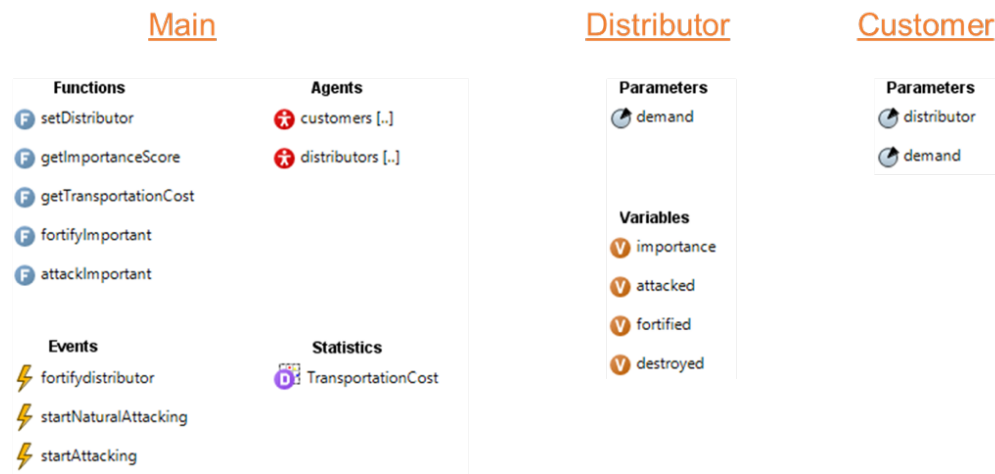 Main
Functions
F setDistributor
F getImportanceScore
F getTransportationCost
F fortifyImportant
F attackImportant
Agents
customers [..]
distributors [..]
Events
fortifydistributor
startNaturalAttacking
startAttacking
Statistics
D TransportationCost
Distributor
Parameters
demand
Variables
V importance
V attacked
V fortified
V destroyed
Customer
Parameters
distributor
demand